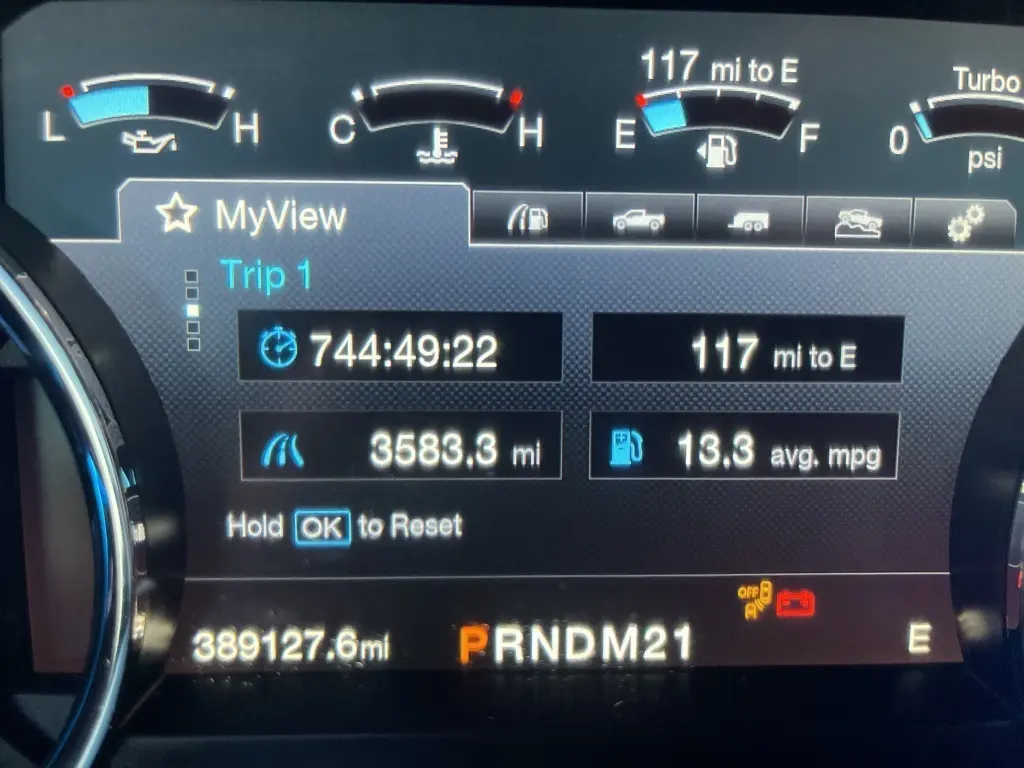 117 mi to E
Turbo
L H C H E F 0
psi
MyView
Trip 1
744:49:22 117 mi to E
3583.3 mi 13.3 avg. mpg
Hold OK to Reset
OFF
389127.6mi PRNDM21 E